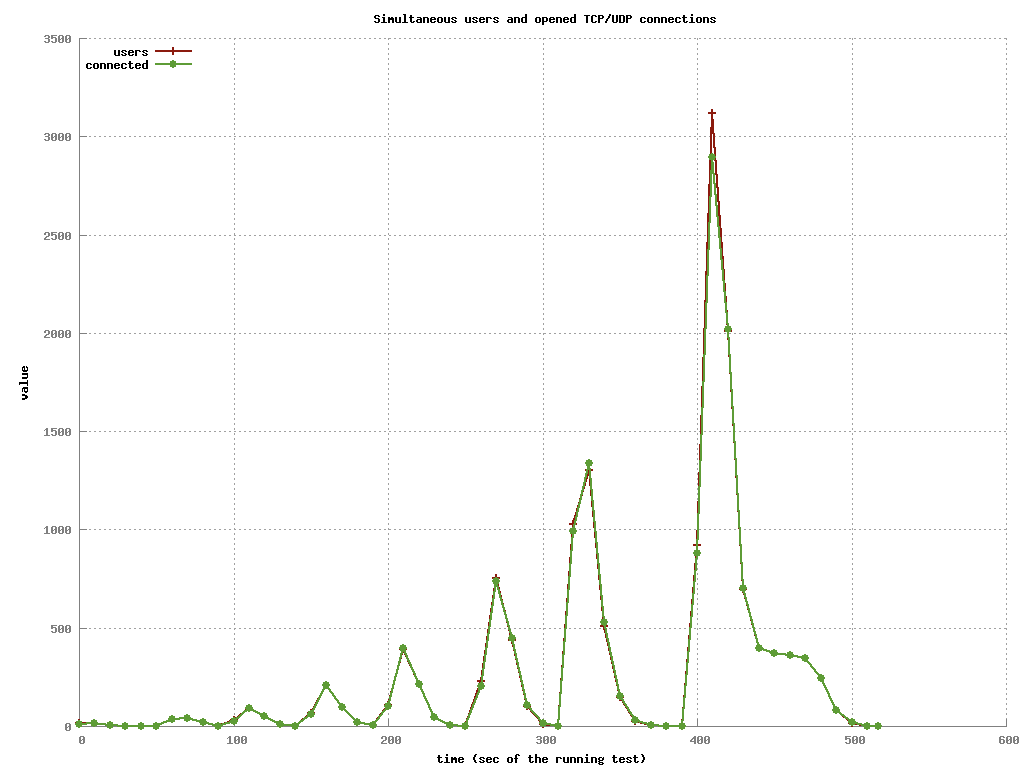 Simultaneous users and opened TCP/UDP connections
3500
users
connected
3000
2500
2000
value
1500
1000
500
0
0 100 200 300 400 500 600
time (sec of the running test)